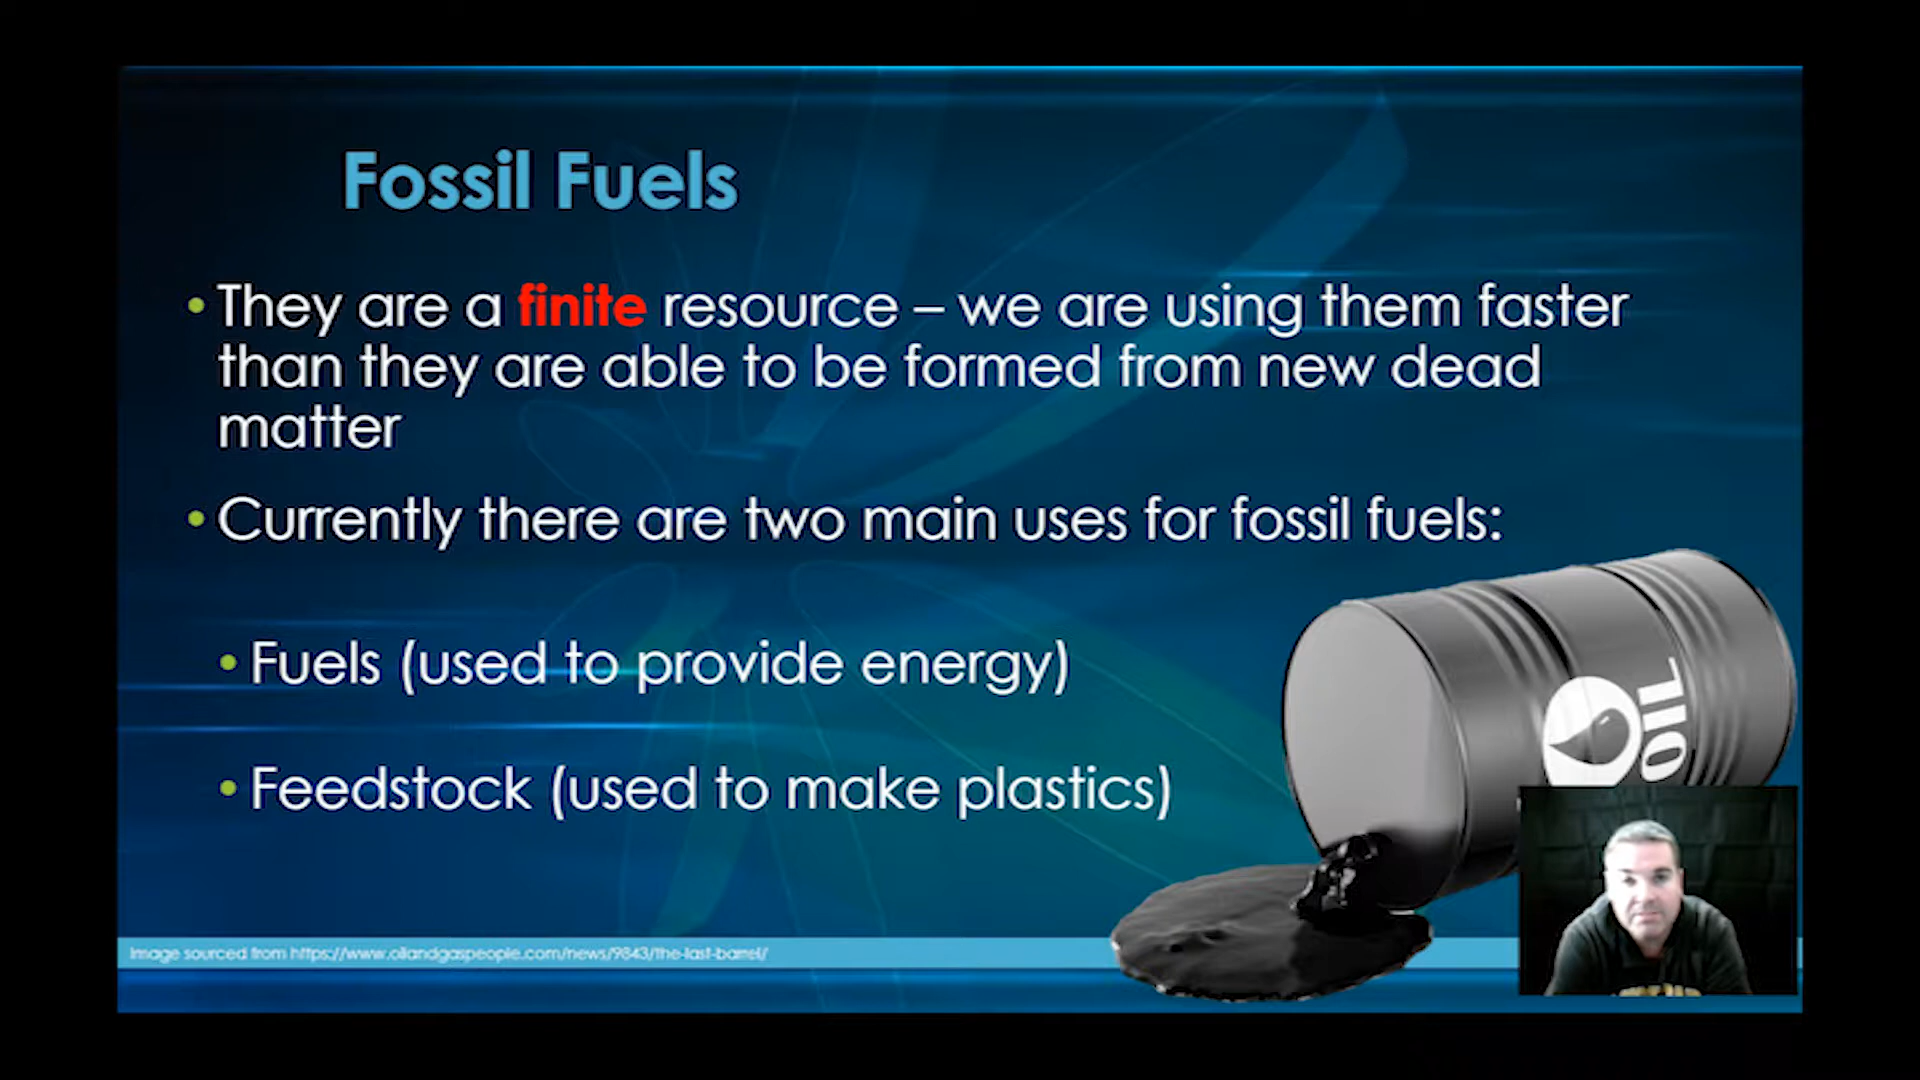 Fossil Fuels
• They are a finite resource – we are using them faster
than they are able to be formed from new dead
matter
• Currently there are two main uses for fossil fuels:
• Fuels (used to provide energy)
OIL
• Feedstock (used to make plastics)
Image sourced from https://www.oilandgaspeople.com/news/9843/the-last-barrel/